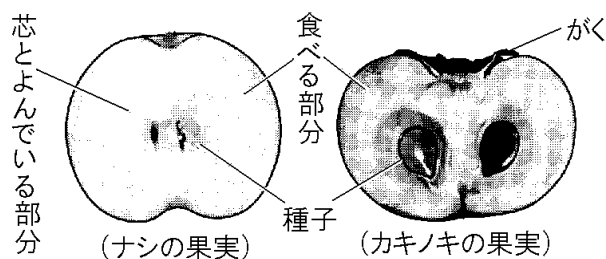 芯とよんでいる部分
食べる部分
がく
種子
(ナシの果実)
(カキノキの果実)